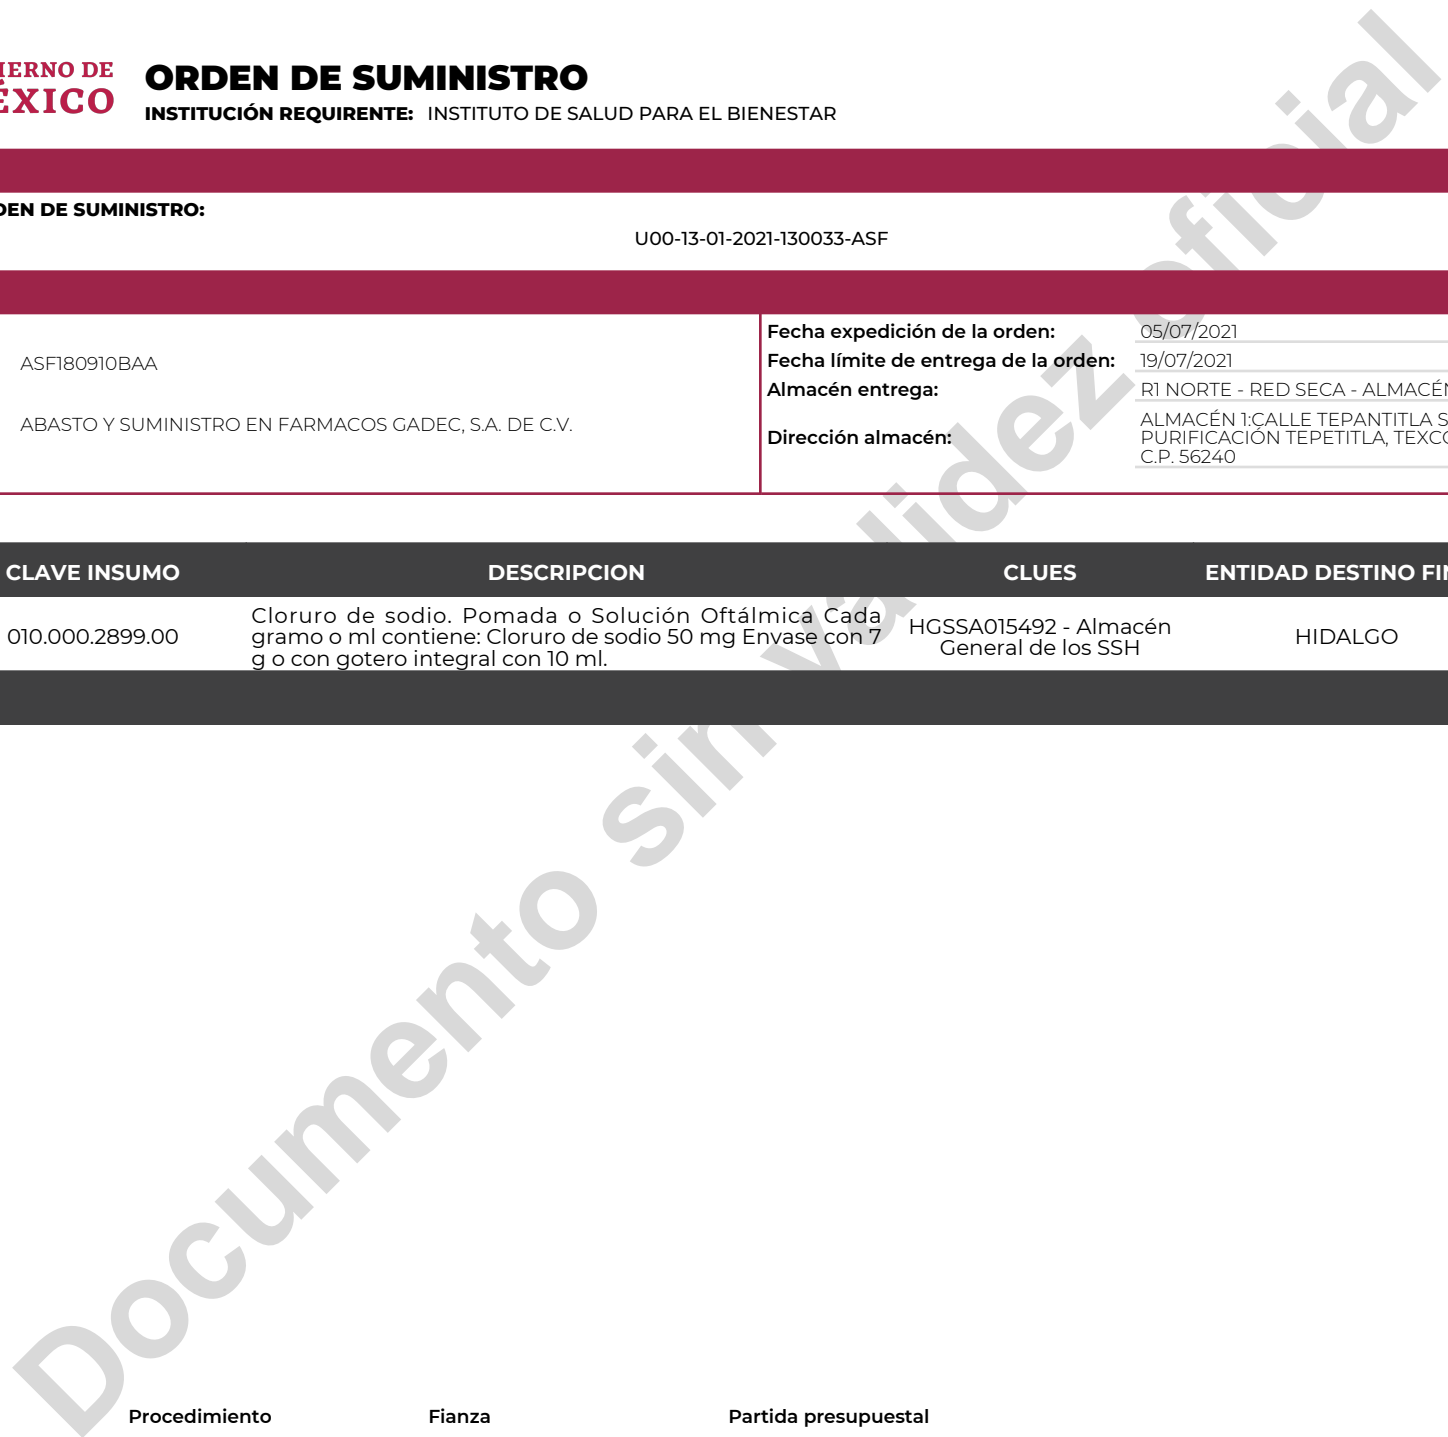 IERNO DE
ÉXICO
ORDEN DE SUMINISTRO
INSTITUCIÓN REQUIRENTE: INSTITUTO DE SALUD PARA EL BIENESTAR
DEN DE SUMINISTRO:
U00-13-01-2021-130033-ASF
ASF180910BAA
ABASTO Y SUMINISTRO EN FARMACOS GADEC, S.A. DE C.V.
Fecha expedición de la orden: 05/07/2021
Fecha límite de entrega de la orden: 19/07/2021
Almacén entrega: R1 NORTE - RED SECA - ALMACÉN
Dirección almacén:
ALMACÉN 1:CALLE TEPANTITLA S
PURIFICACIÓN TEPETITLA, TEXCO
C.P. 56240
CLAVE INSUMO DESCRIPCION CLUES ENTIDAD DESTINO FIN
010.000.2899.00
Cloruro de sodio. Pomada o Solución Oftálmica Cada
gramo o ml contiene: Cloruro de sodio 50 mg Envase con 7
g o con gotero integral con 10 ml.
HGSSA015492 - Almacén
General de los SSH
HIDALGO
Documento sin validez oficial
Procedimiento Fianza Partida presupuestal